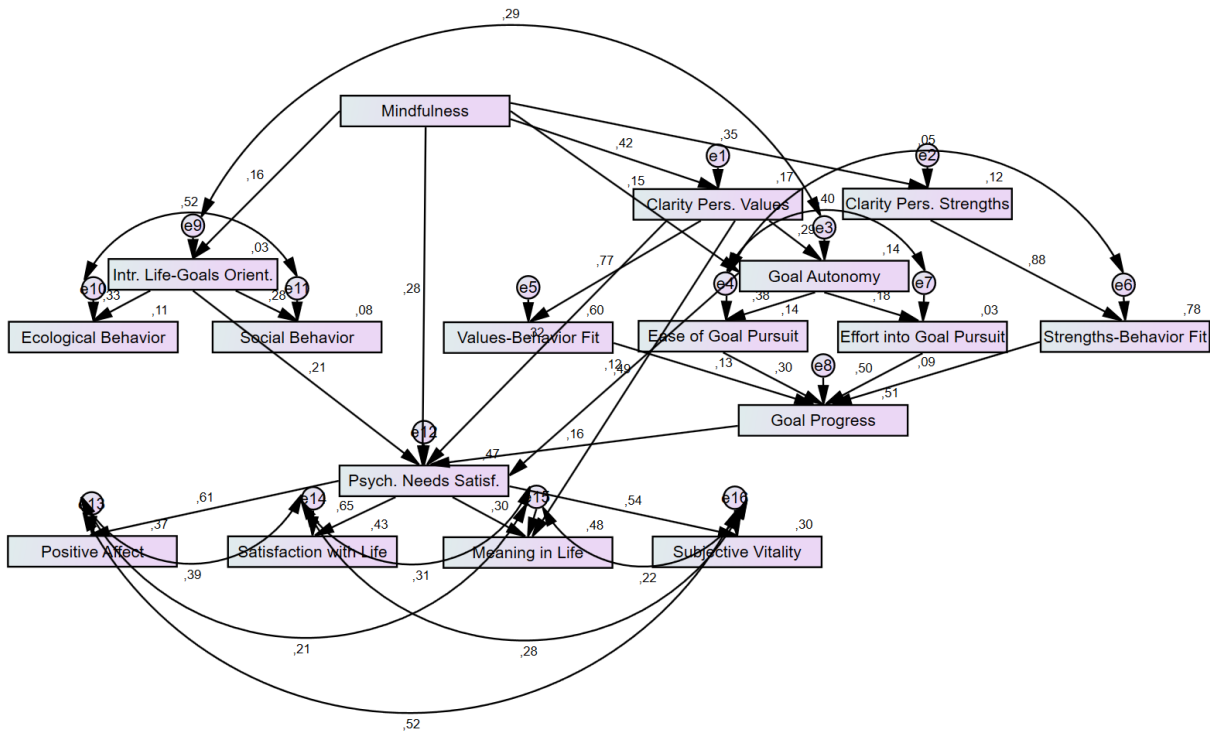 ,29
Mindfulness
,42
,35
e1
,05
e2
,16
,15
,17
,12
Clarity Pers. Values
Clarity Pers. Strengths
,52
e9
,40
,29
e3
,03
,14
Intr. Life-Goals Orient.
,77
Goal Autonomy
,88
e10
e11
,28
e5
e4
e7
e6
,33
,28
,38
,18
,11
,08
,60
,14
,03
,78
Ecological Behavior
Social Behavior
Values-Behavior Fit
,32
Ease of Goal Pursuit
Effort into Goal Pursuit
Strengths-Behavior Fit
,21
,12
,49
,13
,30
e8
,50
,09
,51
Goal Progress
e12
,16
,47
Psych. Needs Satisf.
e13
,61
e14
,65
,30
e15
,54
e16
,37
,43
,48
,30
Positive Affect
Satisfaction with Life
Meaning in Life
Subjective Vitality
,39
,31
,22
,21
,28
,52